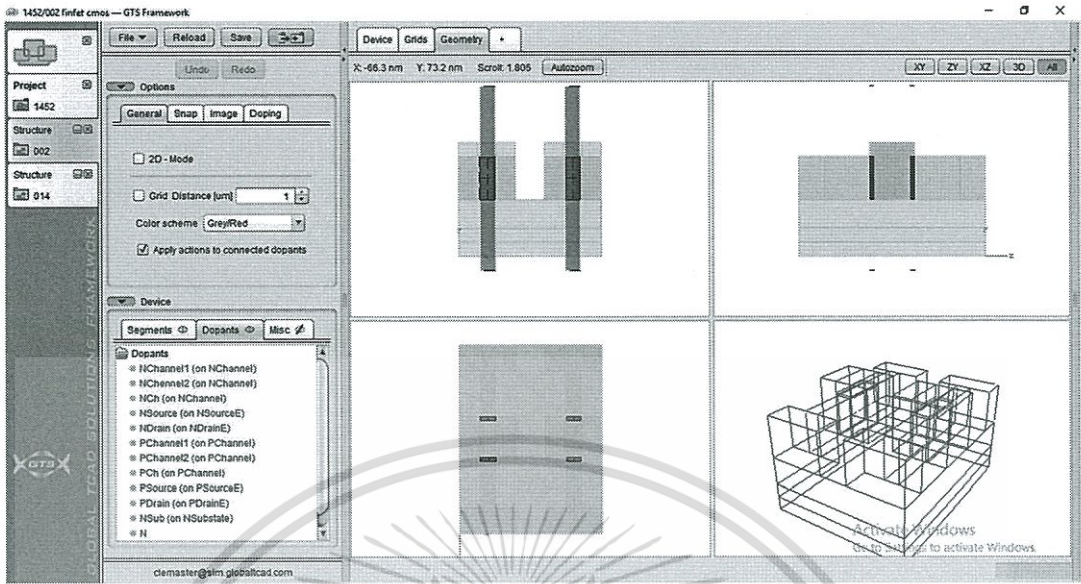 1452/002 finfet cmos — GTS Framework
File Reload Save
Undo Redo
Project
1452
Structure
002
Structure
014
GLOBAL TCAD SOLUTIONS FRAMEWORK
GTS
Options
General Snap Image Doping
2D - Mode
Grid Distance [um] 1
Color scheme Grey/Red
Apply actions to connected dopants
Device
Segments Dopants Misc
Dopants
NChannel1 (on NChannel)
NChennel2 (on NChannel)
NCh (on NChannel)
NSource (on NSourceE)
NDrain (on NDrainE)
PChannel1 (on PChannel)
PChannel2 (on PChannel)
PCh (on PChannel)
PSource (on PSourceE)
PDrain (on PDrainE)
NSub (on NSubstate)
N
clemaster@sim.globaltcad.com
Device Grids Geometry +
X: -66.3 nm Y: 73.2 nm Scroll: 1.805 Autozoom
XY ZY XZ 3D All
Activate Windows
Go to Settings to activate Windows.